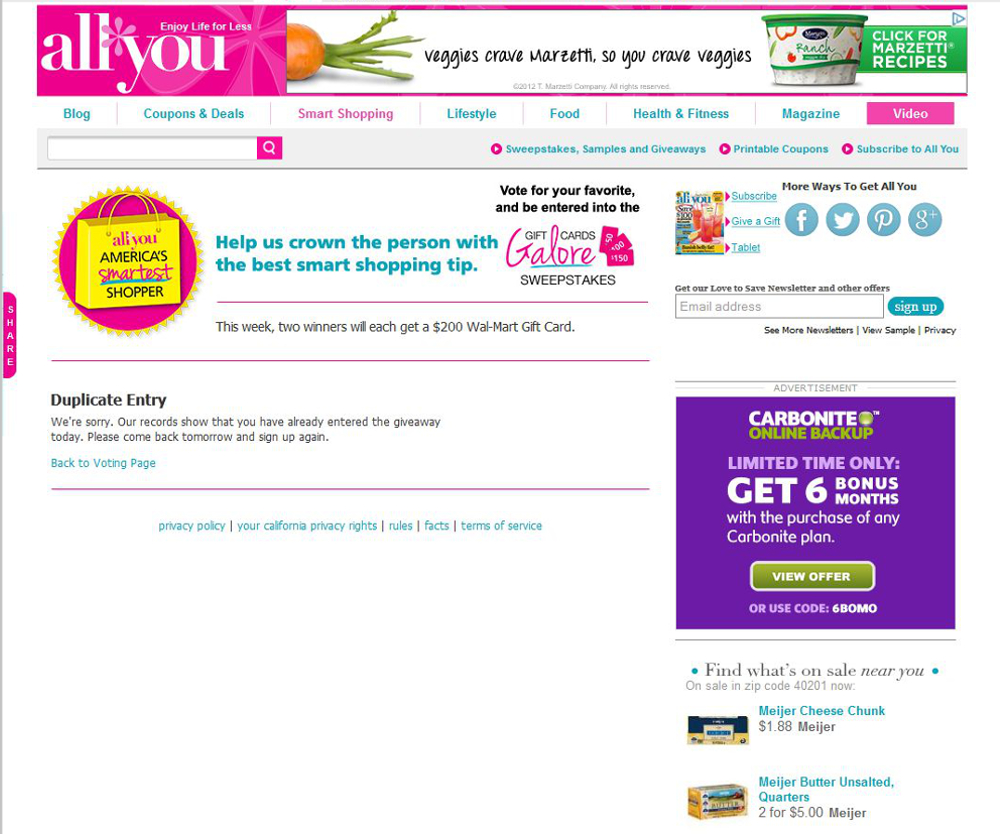 Enjoy Life for Less
all*you
veggies crave Marzetti, so you crave veggies
©2012 T. Marzetti Company. All rights reserved.
Marzetti
Ranch
CLICK FOR
MARZETTI®
RECIPES
Blog
Coupons & Deals
Smart Shopping
Lifestyle
Food
Health & Fitness
Magazine
Video
Sweepstakes, Samples and Giveaways
Printable Coupons
Subscribe to All You
SHARE
all you
AMERICA'S
smartest
SHOPPER
Help us crown the person with
the best smart shopping tip.
Vote for your favorite,
and be entered into the
GIFT CARDS
Galore
SWEEPSTAKES
$150
This week, two winners will each get a $200 Wal-Mart Gift Card.
Duplicate Entry
We're sorry. Our records show that you have already entered the giveaway
today. Please come back tomorrow and sign up again.
Back to Voting Page
privacy policy | your california privacy rights | rules | facts | terms of service
all you
Subscribe
Give a Gift
Tablet
More Ways To Get All You
Get our Love to Save Newsletter and other offers
Email address
sign up
See More Newsletters | View Sample | Privacy
ADVERTISEMENT
CARBONITE™
ONLINE BACKUP
LIMITED TIME ONLY:
GET 6 BONUS
MONTHS
with the purchase of any
Carbonite plan.
VIEW OFFER
OR USE CODE: 6BOMO
• Find what's on sale near you •
On sale in zip code 40201 now:
Meijer Cheese Chunk
$1.88 Meijer
Meijer Butter Unsalted,
Quarters
2 for $5.00 Meijer